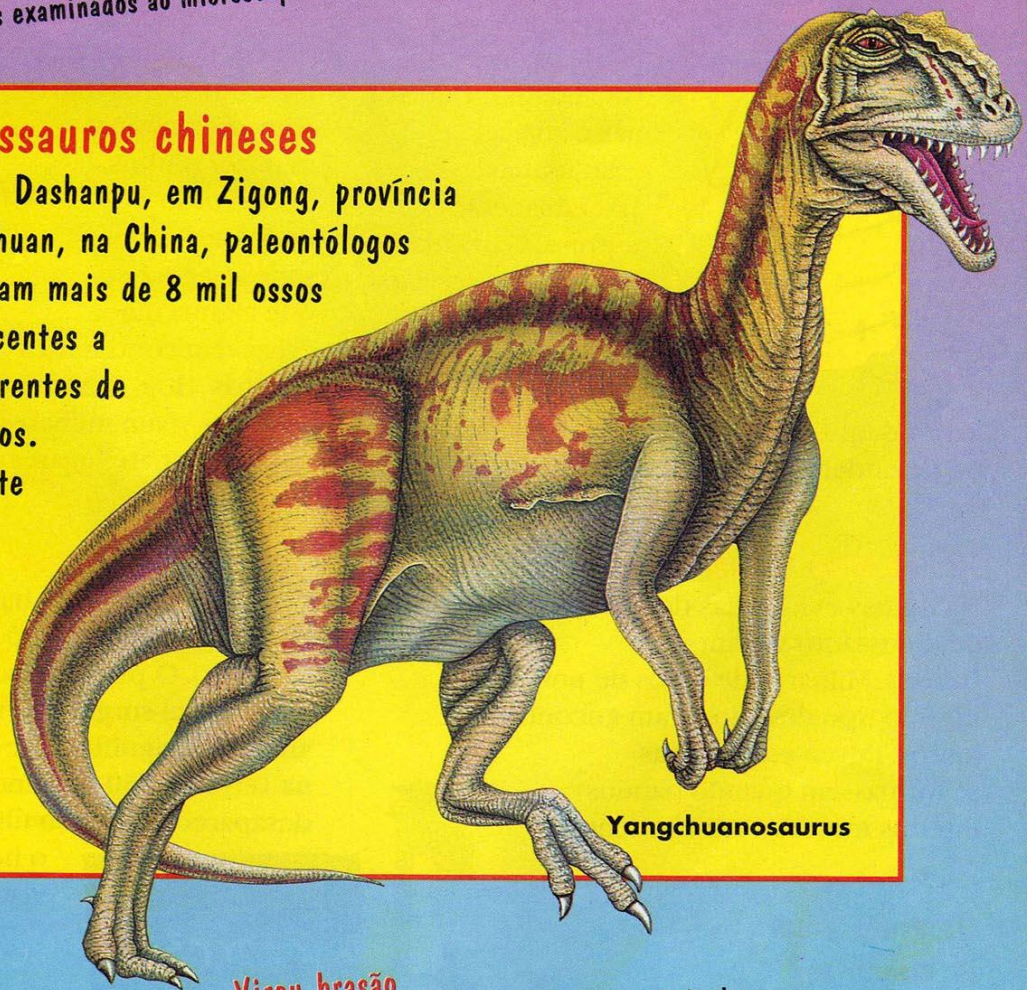 examinados ao
ssauros chineses
Dashanpu, em Zigong, província
huan, na China, paleontólogos
am mais de 8 mil ossos
centes a
rentes de
os.
te
Yangchuanosaurus
Virou brasão